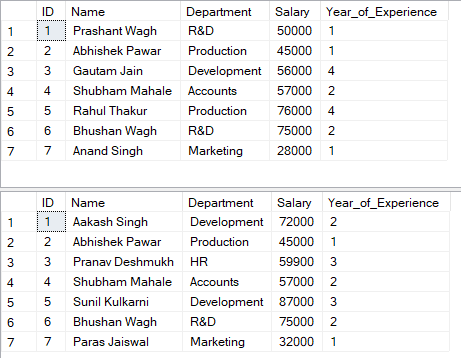 ID Name Department Salary Year_of_Experience
1 1 Prashant Wagh R&D 50000 1
2 2 Abhishek Pawar Production 45000 1
3 3 Gautam Jain Development 56000 4
4 4 Shubham Mahale Accounts 57000 2
5 5 Rahul Thakur Production 76000 4
6 6 Bhushan Wagh R&D 75000 2
7 7 Anand Singh Marketing 28000 1
ID Name Department Salary Year_of_Experience
1 1 Aakash Singh Development 72000 2
2 2 Abhishek Pawar Production 45000 1
3 3 Pranav Deshmukh HR 59900 3
4 4 Shubham Mahale Accounts 57000 2
5 5 Sunil Kulkarni Development 87000 3
6 6 Bhushan Wagh R&D 75000 2
7 7 Paras Jaiswal Marketing 32000 1